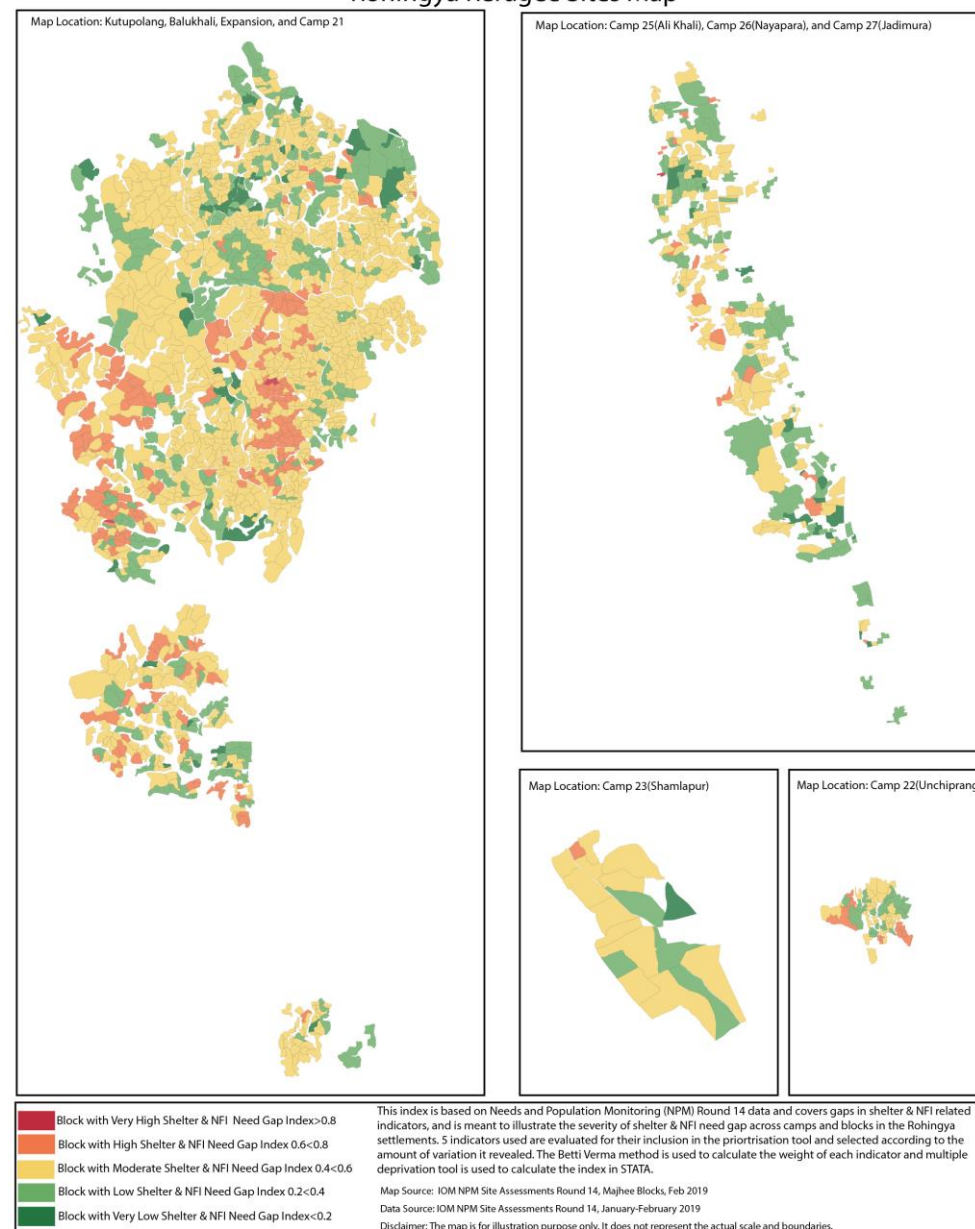 Rohingya Refugee Sites Map
Map Location: Kutupolang, Balukhali, Expansion, and Camp 21
Map Location: Camp 25(Ali Khali), Camp 26(Nayapara), and Camp 27(Jadimura)
Map Location: Camp 23(Shamlapur)
Map Location: Camp 22(Unchiprang
Block with Very High Shelter & NFI Need Gap Index>0.8
Block with High Shelter & NFI Need Gap Index 0.6<0.8
Block with Moderate Shelter & NFI Need Gap Index 0.4<0.6
Block with Low Shelter & NFI Need Gap Index 0.2<0.4
Block with Very Low Shelter & NFI Need Gap Index<0.2
This index is based on Needs and Population Monitoring (NPM) Round 14 data and covers gaps in shelter & NFI related
indicators, and is meant to illustrate the severity of shelter & NFI need gap across camps and blocks in the Rohingya
settlements. 5 indicators used are evaluated for their inclusion in the priortrisation tool and selected according to the
amount of variation it revealed. The Betti Verma method is used to calculate the weight of each indicator and multiple
deprivation tool is used to calculate the index in STATA.
Map Source: IOM NPM Site Assessments Round 14, Majhee Blocks, Feb 2019
Data Source: IOM NPM Site Assessments Round 14, January-February 2019
Disclaimer: The map is for illustration purpose only. It does not represent the actual scale and boundaries.